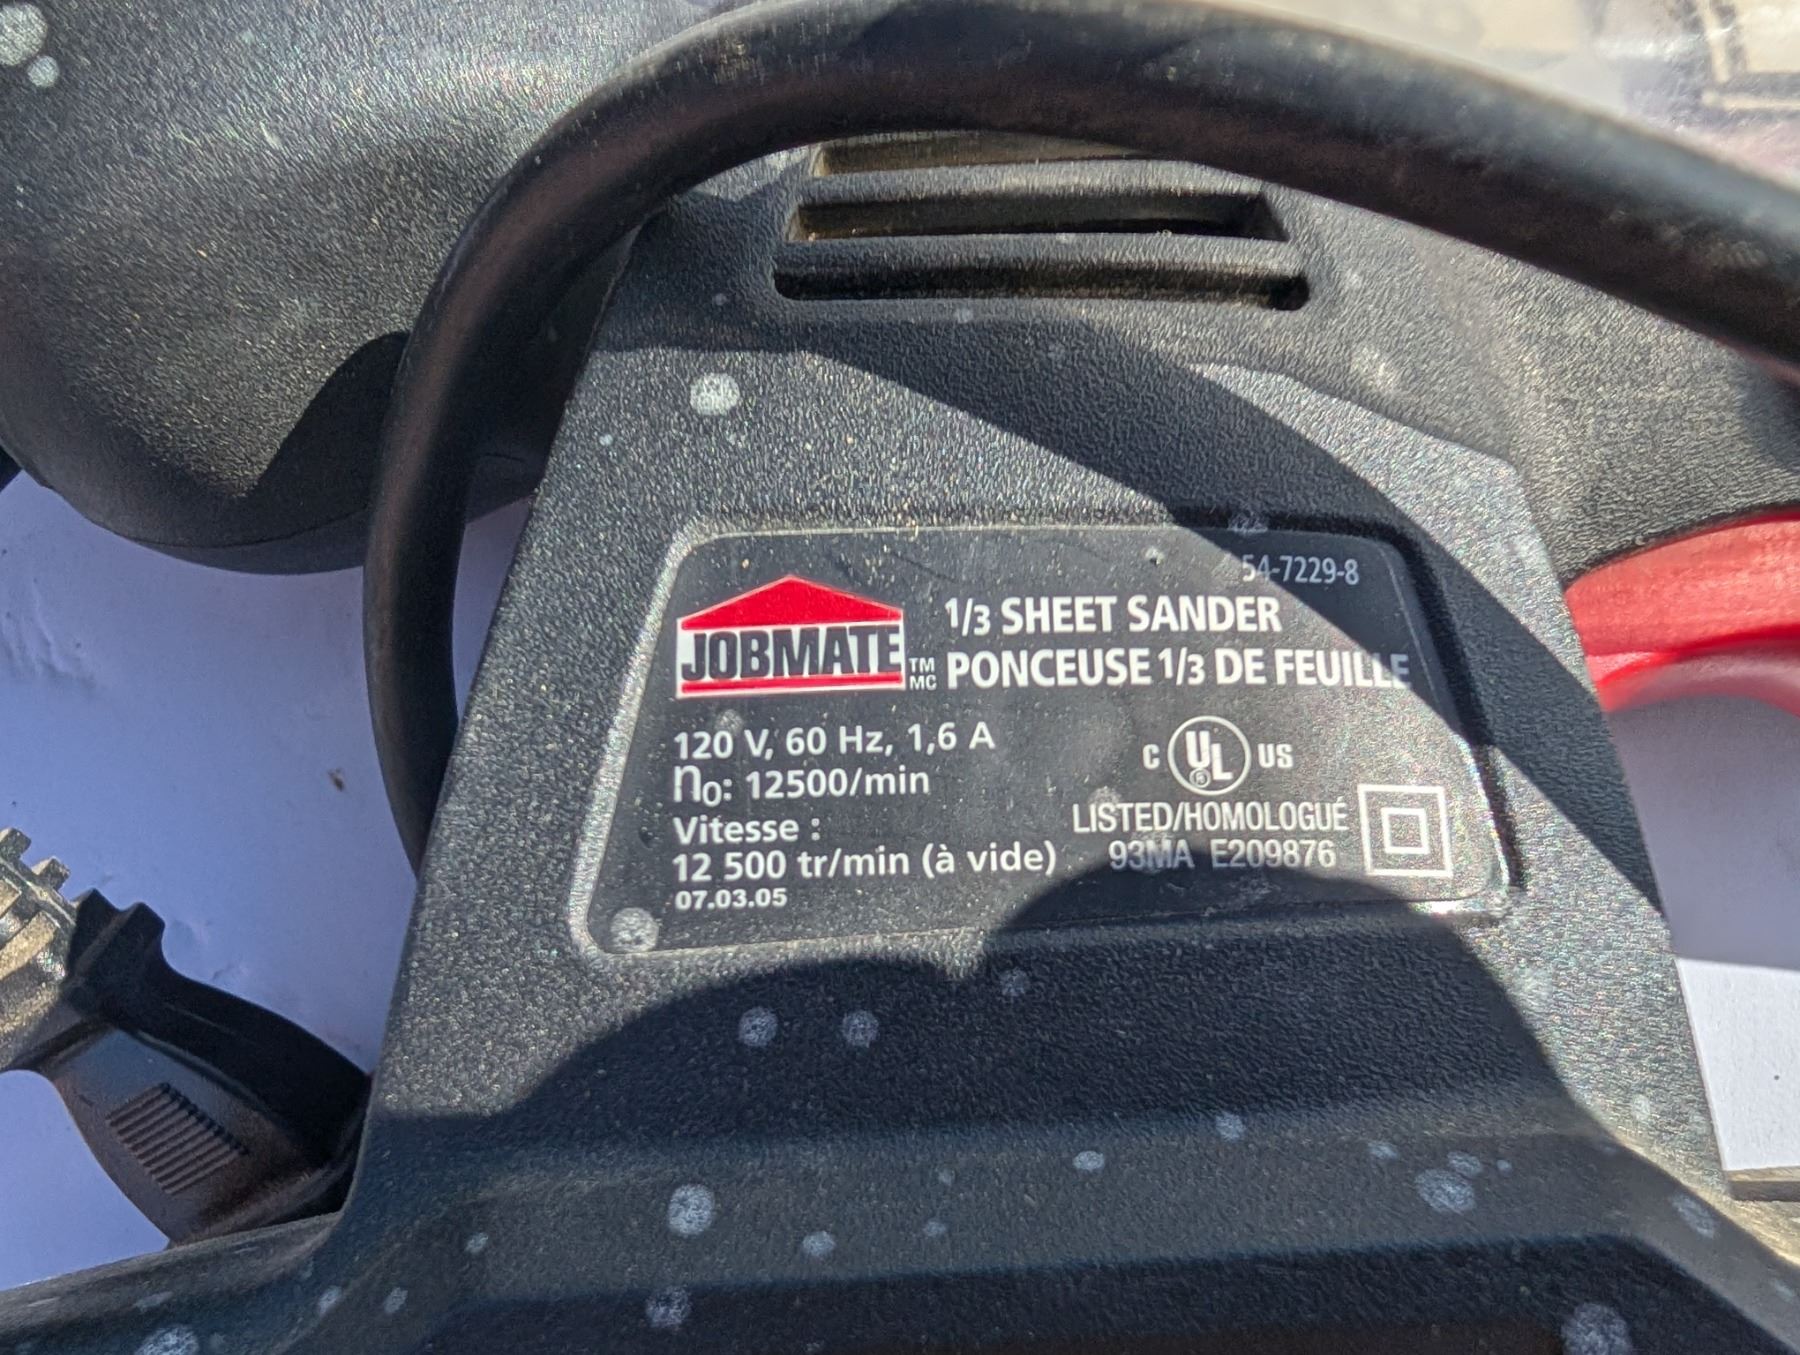 54-7229-8
JOBMATE TM MC
1/3 SHEET SANDER
PONCEUSE 1/3 DE FEUILLE
120 V, 60 Hz, 1,6 A
n0: 12500/min
Vitesse :
12 500 tr/min (à vide)
07.03.05
C UL ® US
LISTED/HOMOLOGUÉ
93MA E209876